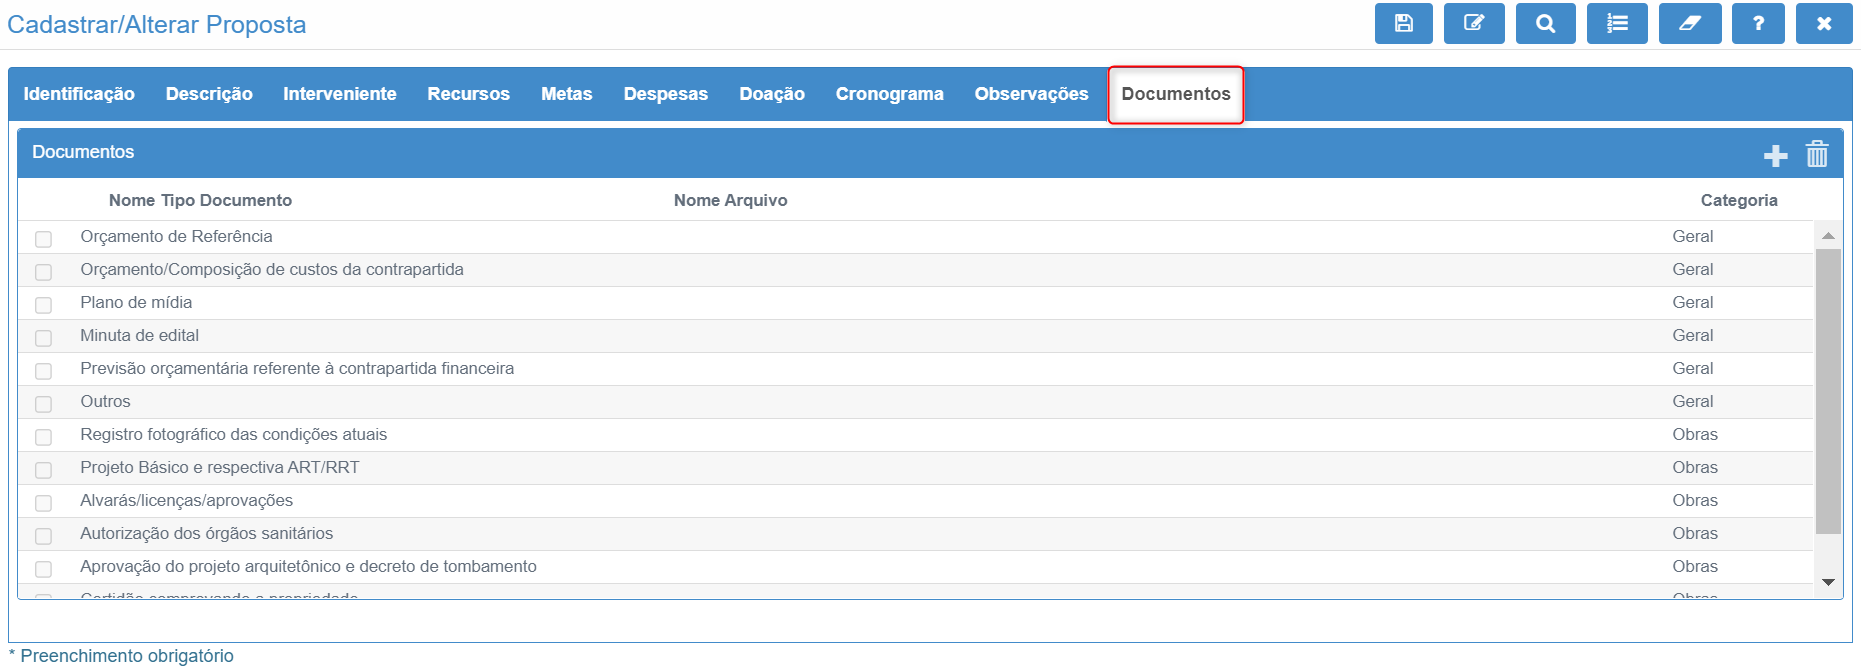 Cadastrar/Alterar Proposta
?
Identificação Descrição Interveniente Recursos Metas Despesas Doação Cronograma Observações Documentos
Documentos
Nome Tipo Documento Nome Arquivo Categoria
Orçamento de Referência Geral
Orçamento/Composição de custos da contrapartida Geral
Plano de mídia Geral
Minuta de edital Geral
Previsão orçamentária referente à contrapartida financeira Geral
Outros Geral
Registro fotográfico das condições atuais Obras
Projeto Básico e respectiva ART/RRT Obras
Alvarás/licenças/aprovações Obras
Autorização dos órgãos sanitários Obras
Aprovação do projeto arquitetônico e decreto de tombamento Obras
Certidão comprovando a propriedade Obras
* Preenchimento obrigatório